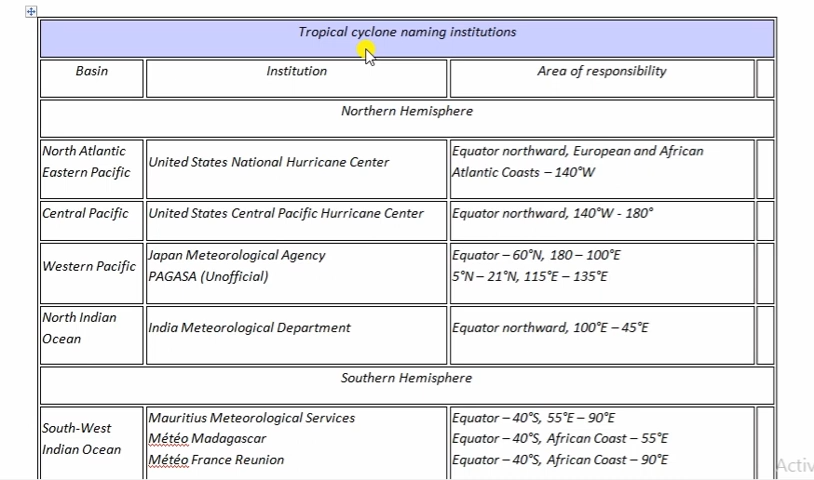 Tropical cyclone naming institutions
Basin
Institution
Area of responsibility
Northern Hemisphere
North Atlantic
Eastern Pacific
United States National Hurricane Center
Equator northward, European and African
Atlantic Coasts – 140°W
Central Pacific
United States Central Pacific Hurricane Center
Equator northward, 140°W - 180°
Western Pacific
Japan Meteorological Agency
PAGASA (Unofficial)
Equator – 60°N, 180 – 100°E
5°N – 21°N, 115°E – 135°E
North Indian
Ocean
India Meteorological Department
Equator northward, 100°E – 45°E
Southern Hemisphere
South-West
Indian Ocean
Mauritius Meteorological Services
Météo Madagascar
Météo France Reunion
Equator – 40°S, 55°E – 90°E
Equator – 40°S, African Coast – 55°E
Equator – 40°S, African Coast – 90°E
Activ